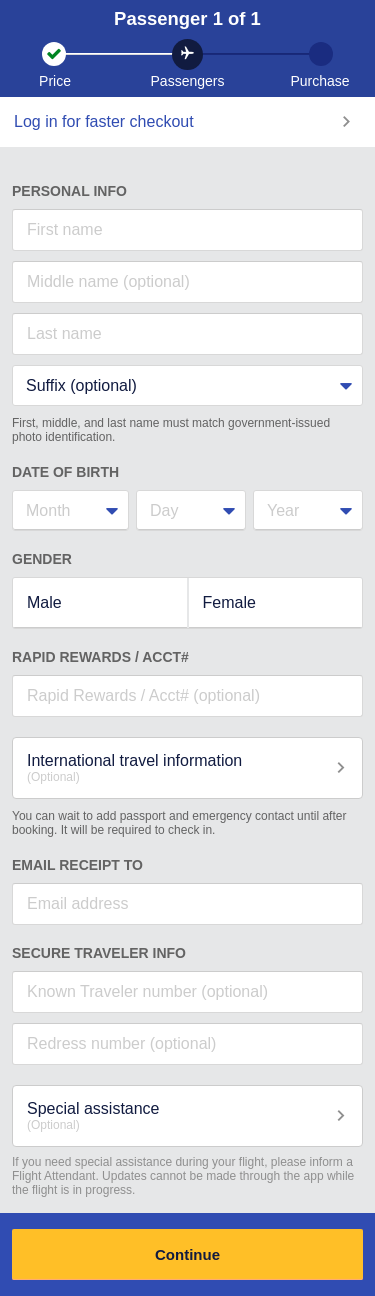 Passenger 1 of 1
Price
Passengers
Purchase
Log in for faster checkout
PERSONAL INFO
First name
Middle name (optional)
Last name
Suffix (optional)
First, middle, and last name must match government-issued
photo identification.
DATE OF BIRTH
Month
Day
Year
GENDER
Male
Female
RAPID REWARDS / ACCT#
Rapid Rewards / Acct# (optional)
International travel information
(Optional)
You can wait to add passport and emergency contact until after
booking. It will be required to check in.
EMAIL RECEIPT TO
Email address
SECURE TRAVELER INFO
Known Traveler number (optional)
Redress number (optional)
Special assistance
(Optional)
If you need special assistance during your flight, please inform a
Flight Attendant. Updates cannot be made through the app while
the flight is in progress.
Continue